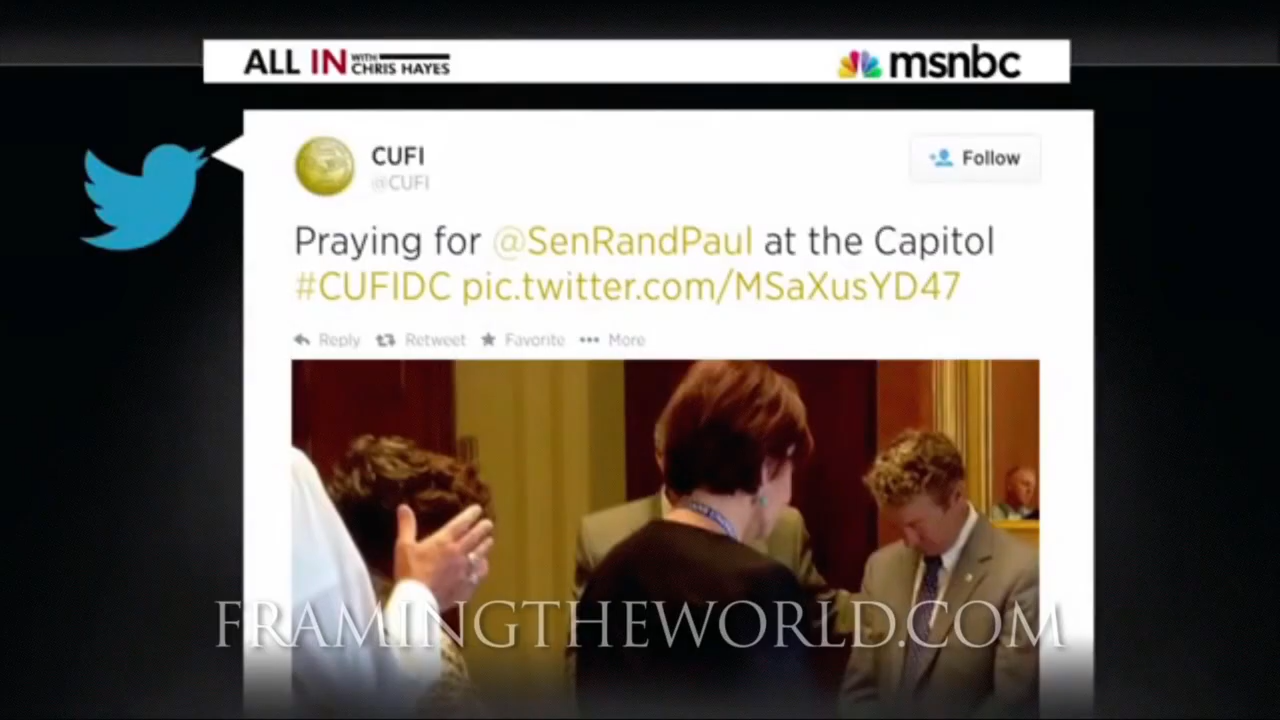 ALL IN WITH CHRIS HAYES
msnbc
CUFI
@CUFI
Follow
Praying for @SenRandPaul at the Capitol
#CUFIDC pic.twitter.com/MSaXusYD47
Reply Retweet Favorite More
FRAMINGTHEWORLD.COM